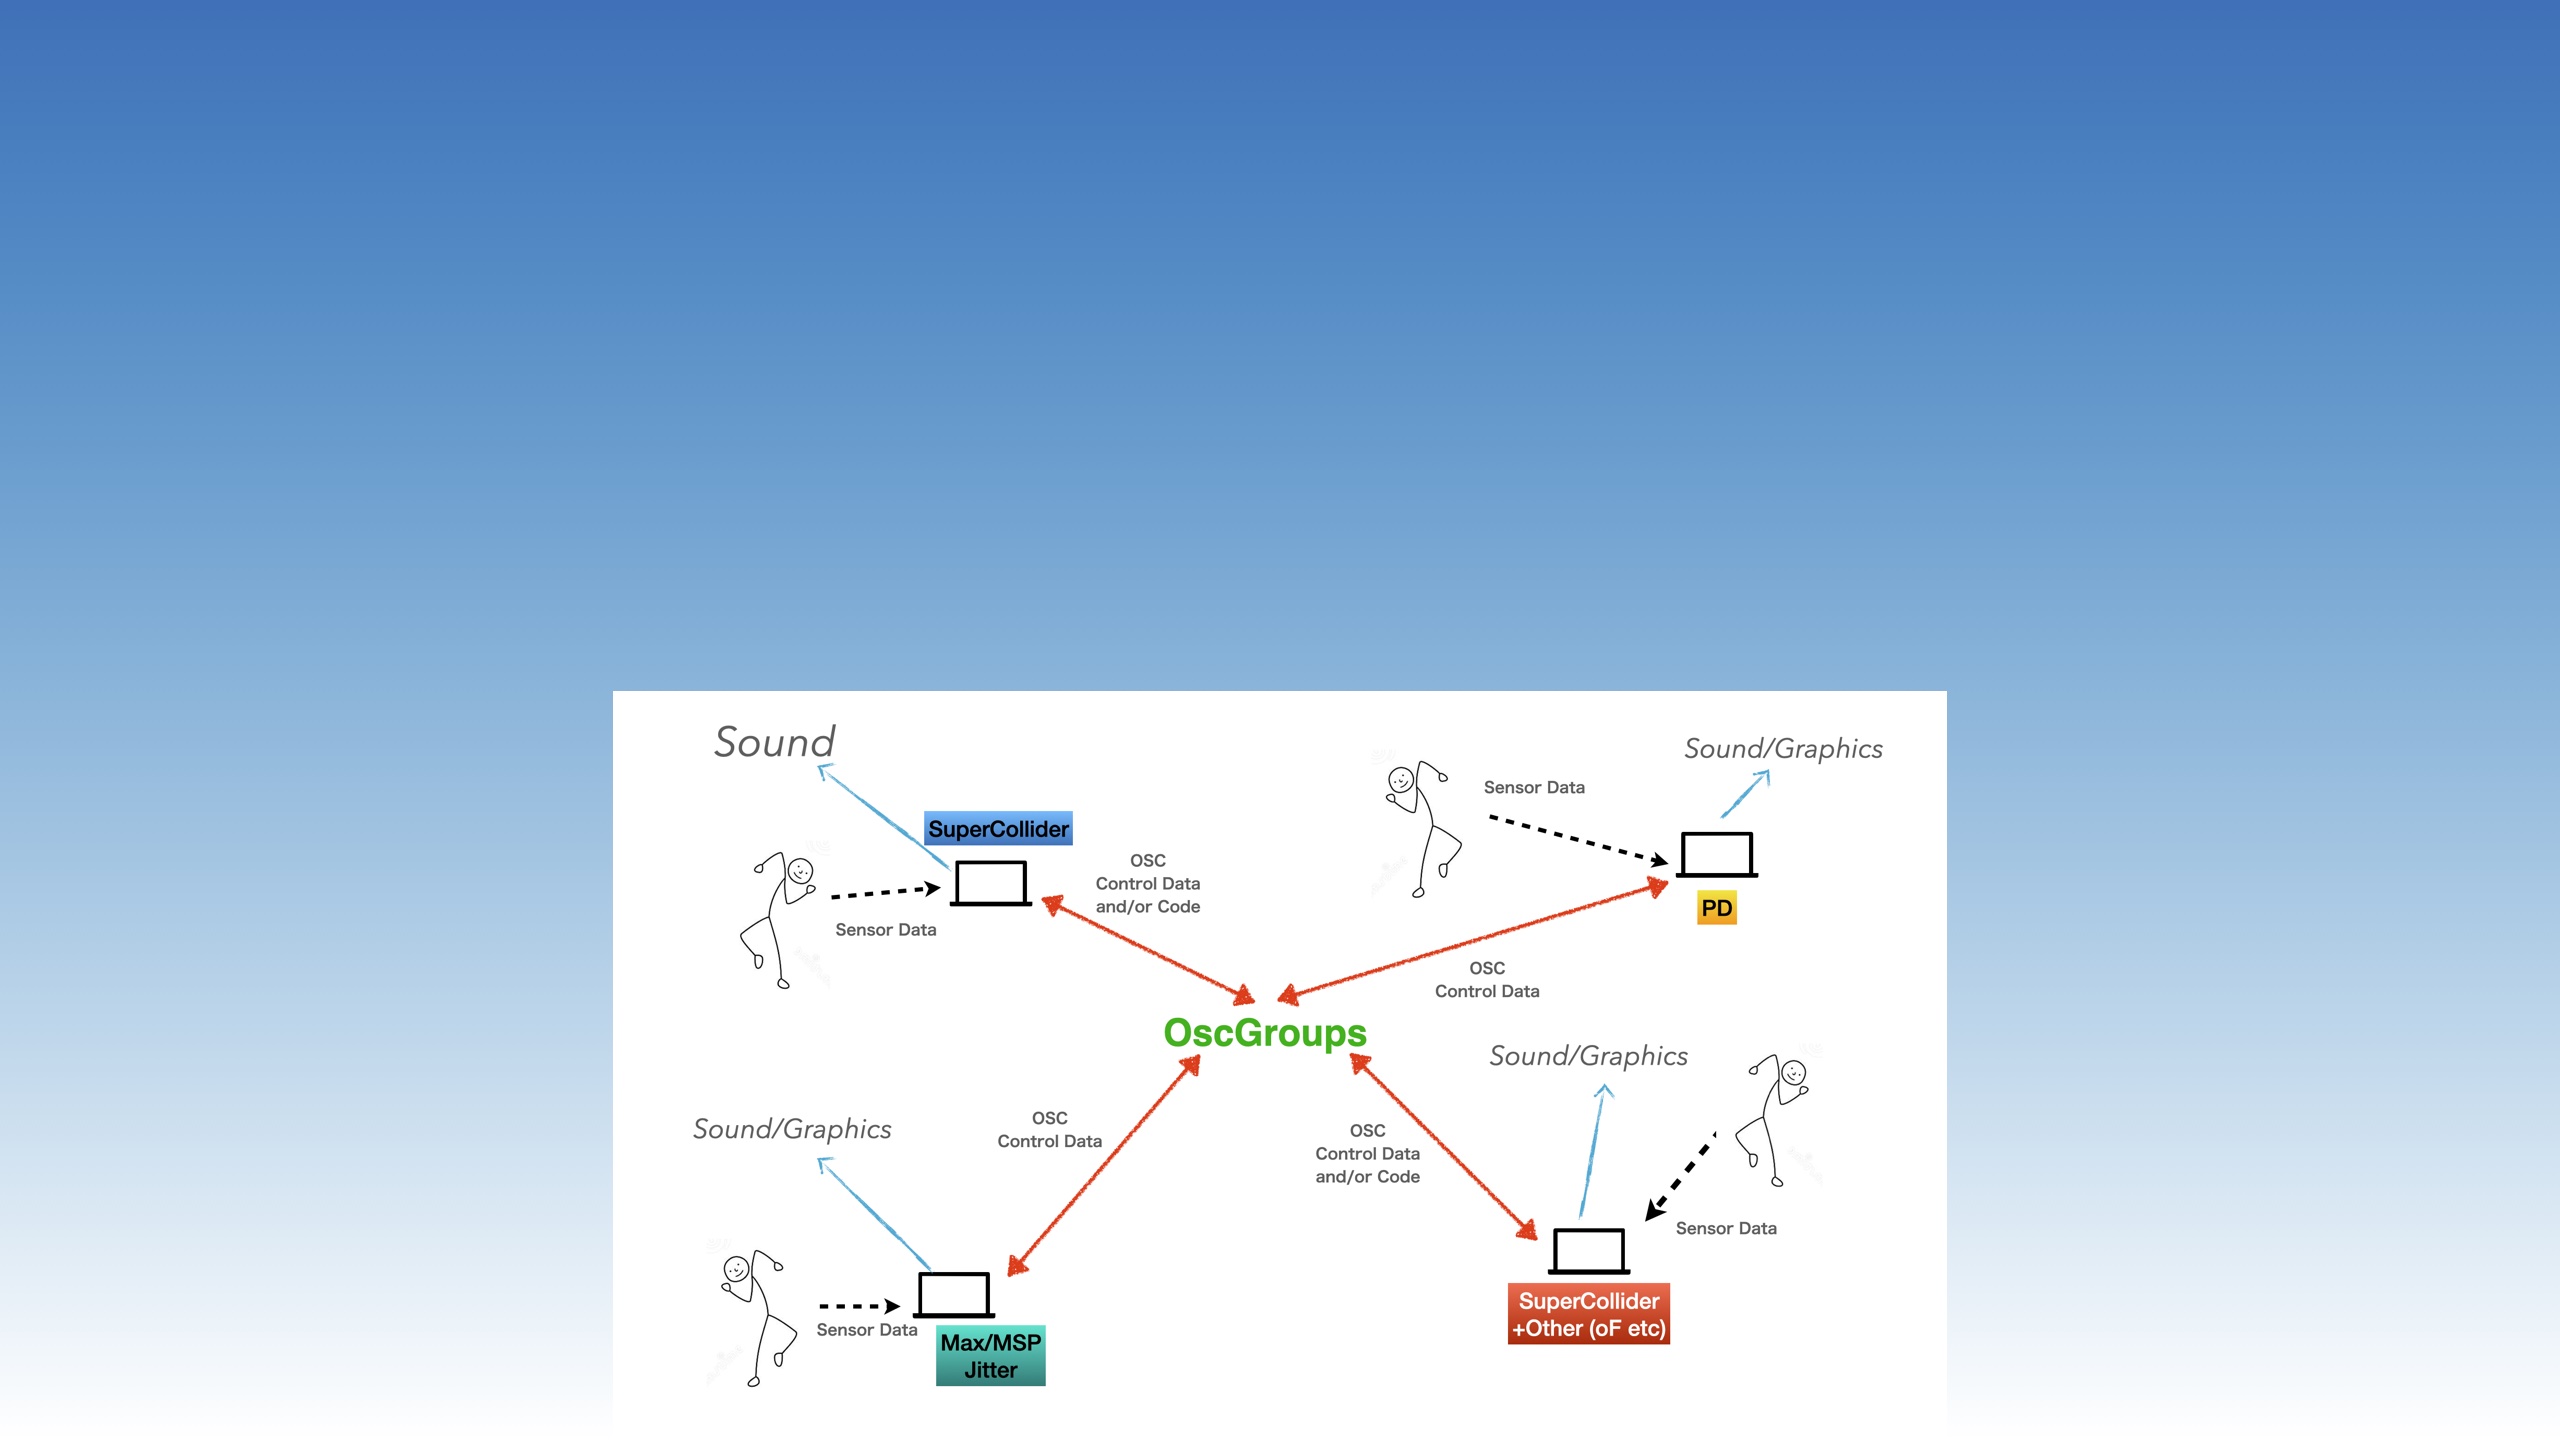 Sound
Sound/Graphics
Sensor Data
SuperCollider
OSC
Control Data
and/or Code
PD
Sensor Data
OSC
Control Data
OscGroups
Sound/Graphics
Sound/Graphics
OSC
Control Data
OSC
Control Data
and/or Code
Sensor Data
SuperCollider
+Other (oF etc)
Sensor Data
Max/MSP
Jitter